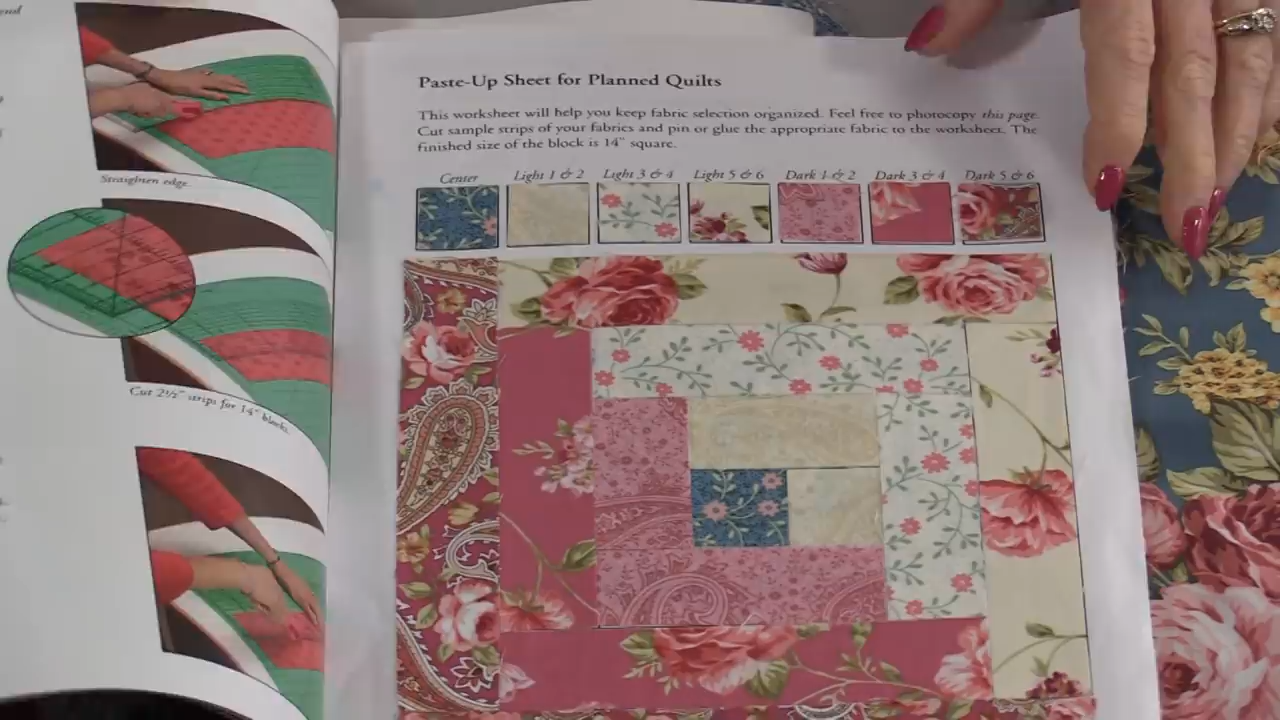 Straighten edge.
Cut 2½" strips for 14" blocks.
Paste-Up Sheet for Planned Quilts
This worksheet will help you keep fabric selection organized. Feel free to photocopy this page.
Cut sample strips of your fabrics and pin or glue the appropriate fabric to the worksheet. The
finished size of the block is 14" square.
Center Light 1 & 2 Light 3 & 4 Light 5 & 6 Dark 1 & 2 Dark 3 & 4 Dark 5 & 6